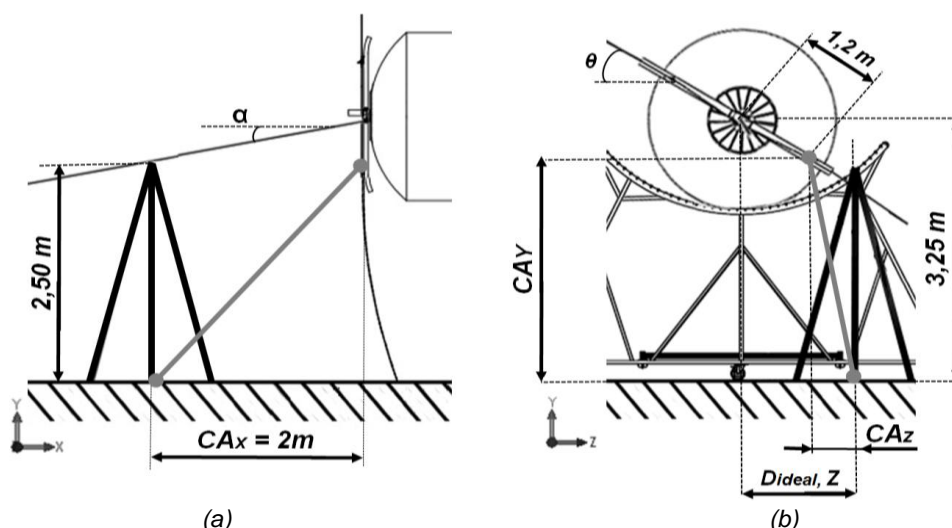 α
2,50 m
CAx = 2m
Y
X
(a)
θ
1,2 m
CAY
3,25 m
CAZ
Dideal, Z
Y
Z
(b)